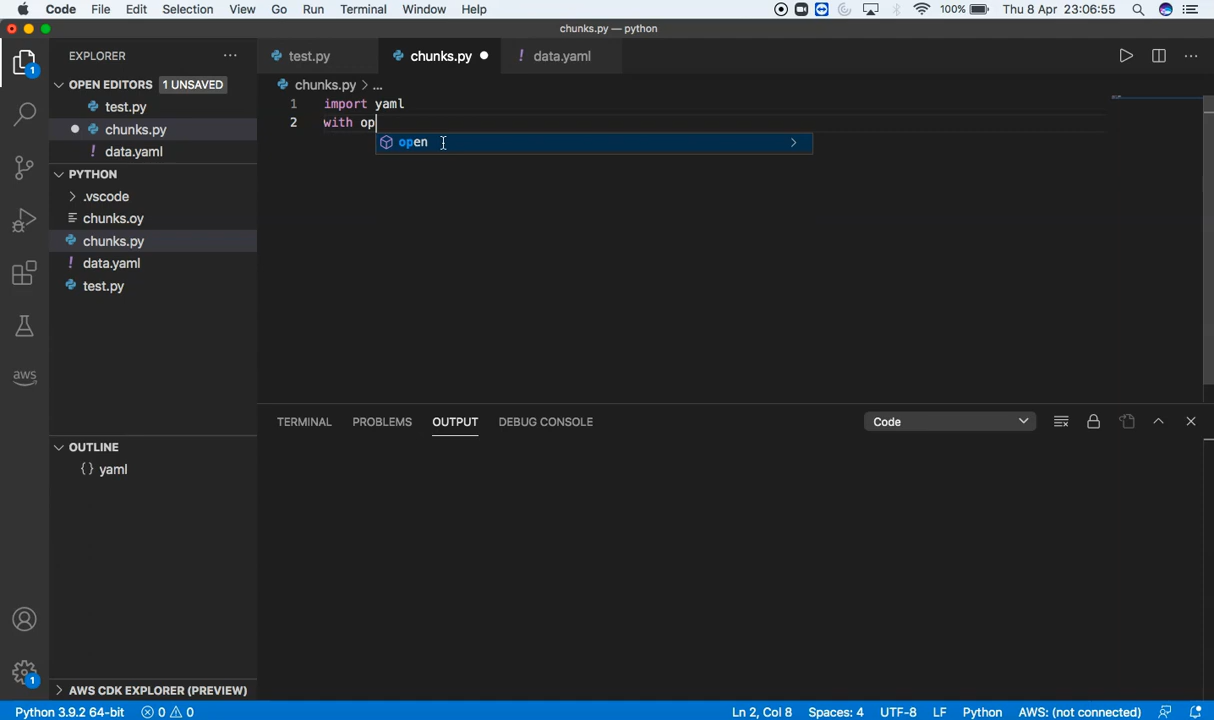 Code File Edit Selection View Go Run Terminal Window Help 100% Thu 8 Apr 23:06:55
chunks.py — python
EXPLORER
test.py chunks.py data.yaml
OPEN EDITORS 1 UNSAVED
chunks.py > ...
test.py
1 import yaml
chunks.py
2 with op
data.yaml
open
PYTHON
.vscode
chunks.oy
chunks.py
data.yaml
test.py
aws
TERMINAL PROBLEMS OUTPUT DEBUG CONSOLE Code
OUTLINE
{} yaml
AWS CDK EXPLORER (PREVIEW)
Python 3.9.2 64-bit 0 0 Ln 2, Col 8 Spaces: 4 UTF-8 LF Python AWS: (not connected)
1
1